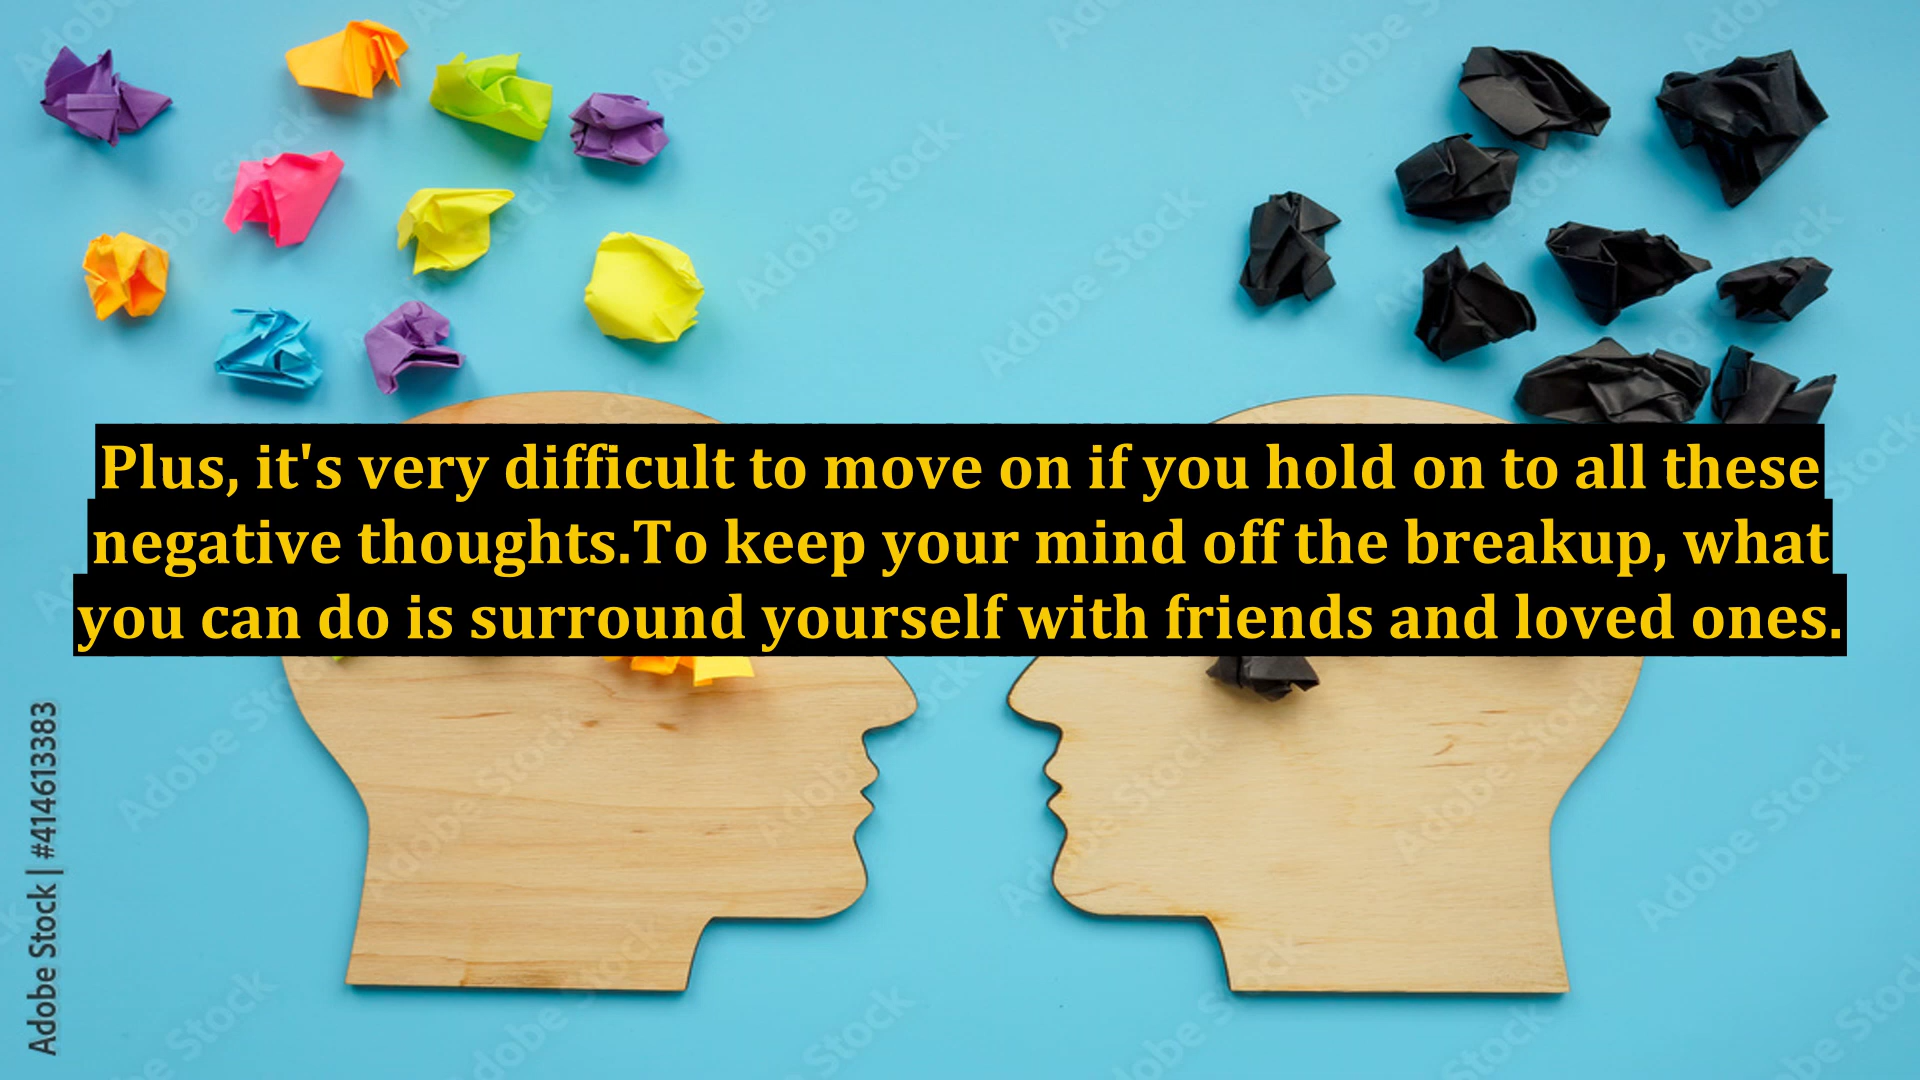 Plus, it's very difficult to move on if you hold on to all these
negative thoughts.To keep your mind off the breakup, what
you can do is surround yourself with friends and loved ones.
Adobe Stock | #414613383
Adobe Stock